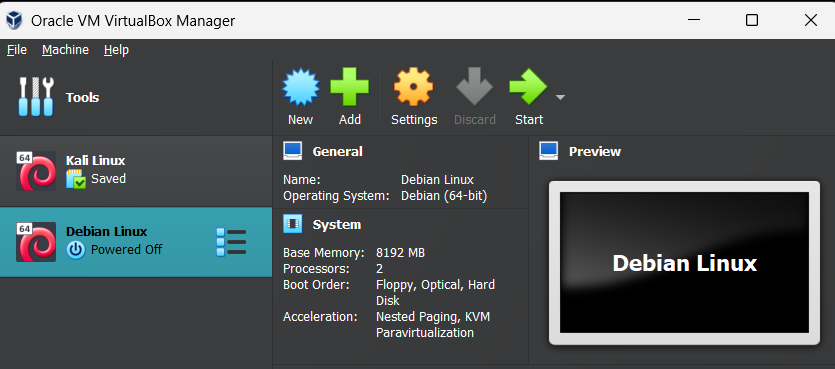 Oracle VM VirtualBox Manager
File Machine Help
Tools
New Add Settings Discard Start
64
Kali Linux
Saved
64
Debian Linux
Powered Off
General
Name: Debian Linux
Operating System: Debian (64-bit)
System
Base Memory: 8192 MB
Processors: 2
Boot Order: Floppy, Optical, Hard
Disk
Acceleration: Nested Paging, KVM
Paravirtualization
Preview
Debian Linux